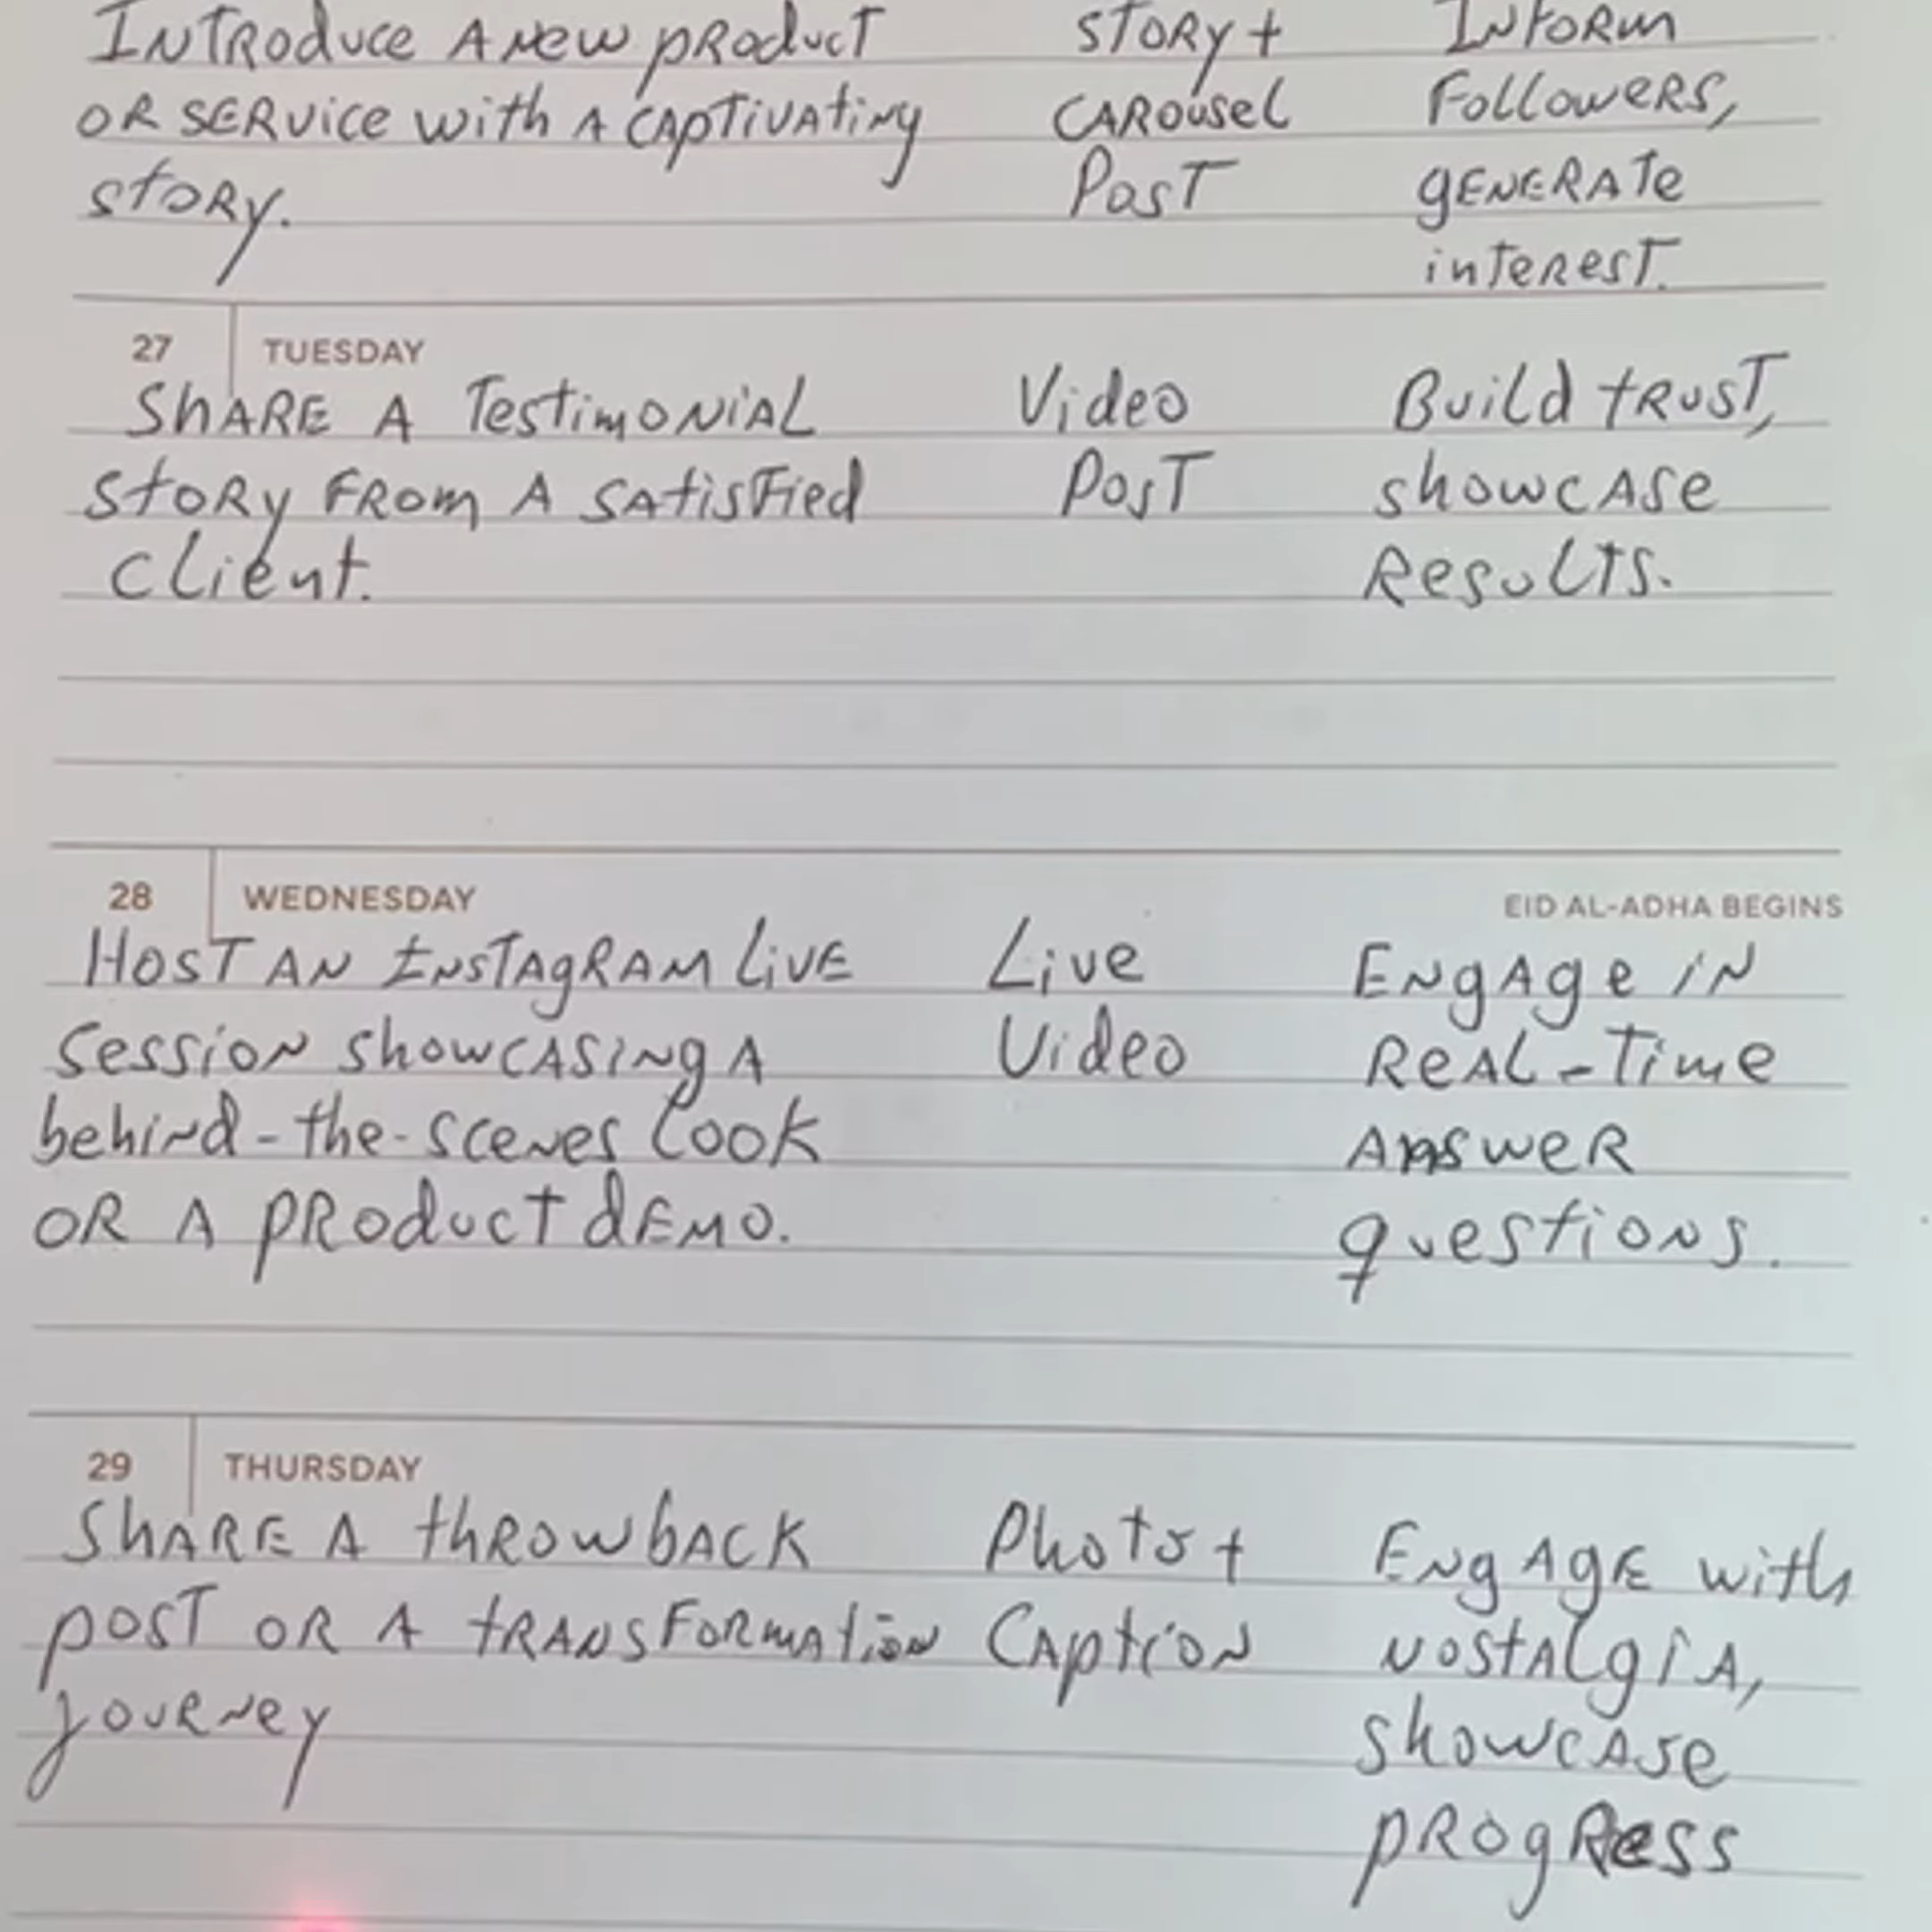 Introduce a new product story + Inform
or service with a captivating carousel followers,
story. Post generate
interest.
27 TUESDAY
Share a testimonial Video Build trust,
story from a satisfied Post showcase
client. Results.
28 WEDNESDAY EID AL-ADHA BEGINS
Host an Instagram Live Live Engage in
session showcasing a Video Real-Time
behind-the-scenes look Answer
or a product demo. questions.
29 THURSDAY
Share a throwback Photo + Engage with
post or a transformation Caption nostalgia,
journey showcase
progress